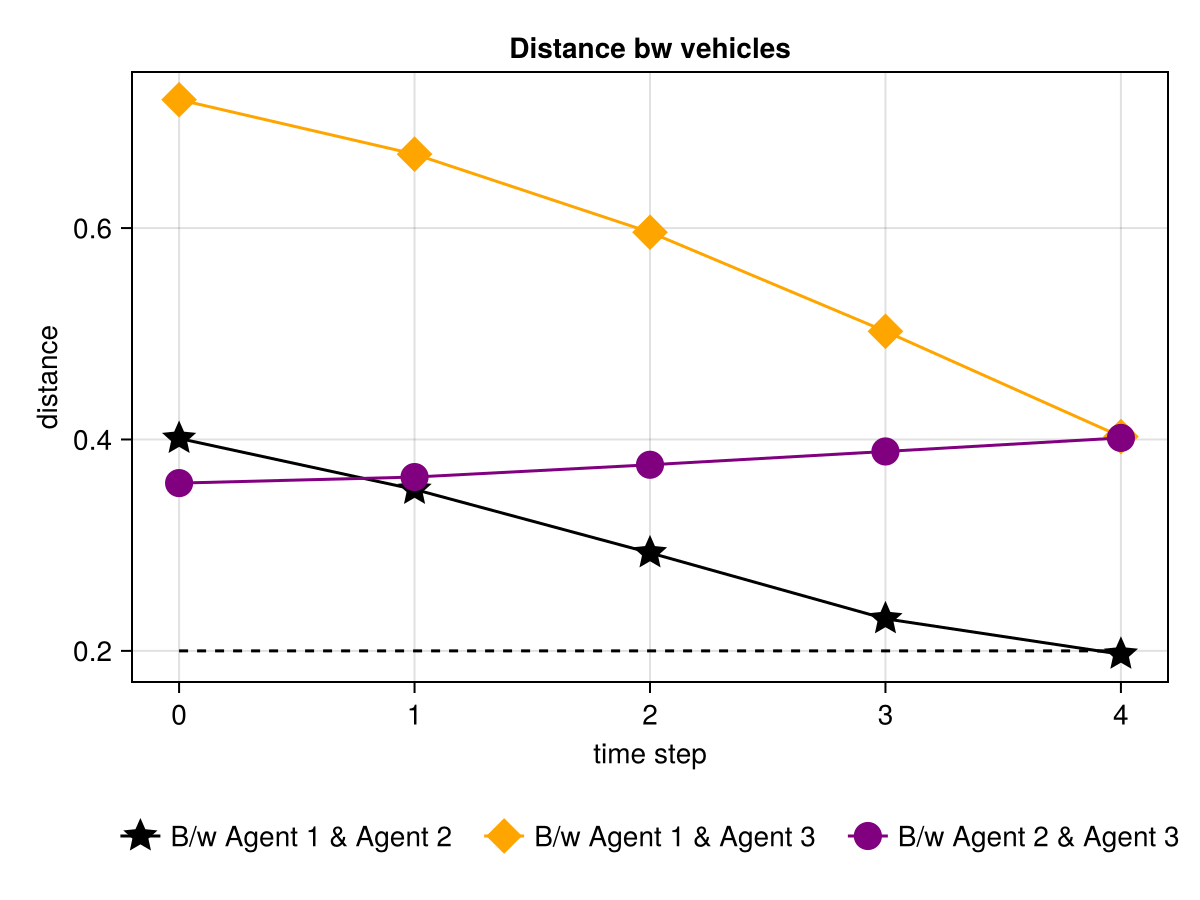 Distance bw vehicles
distance
0.6
0.4
0.2
0 1 2 3 4
time step
B/w Agent 1 & Agent 2 B/w Agent 1 & Agent 3 B/w Agent 2 & Agent 3